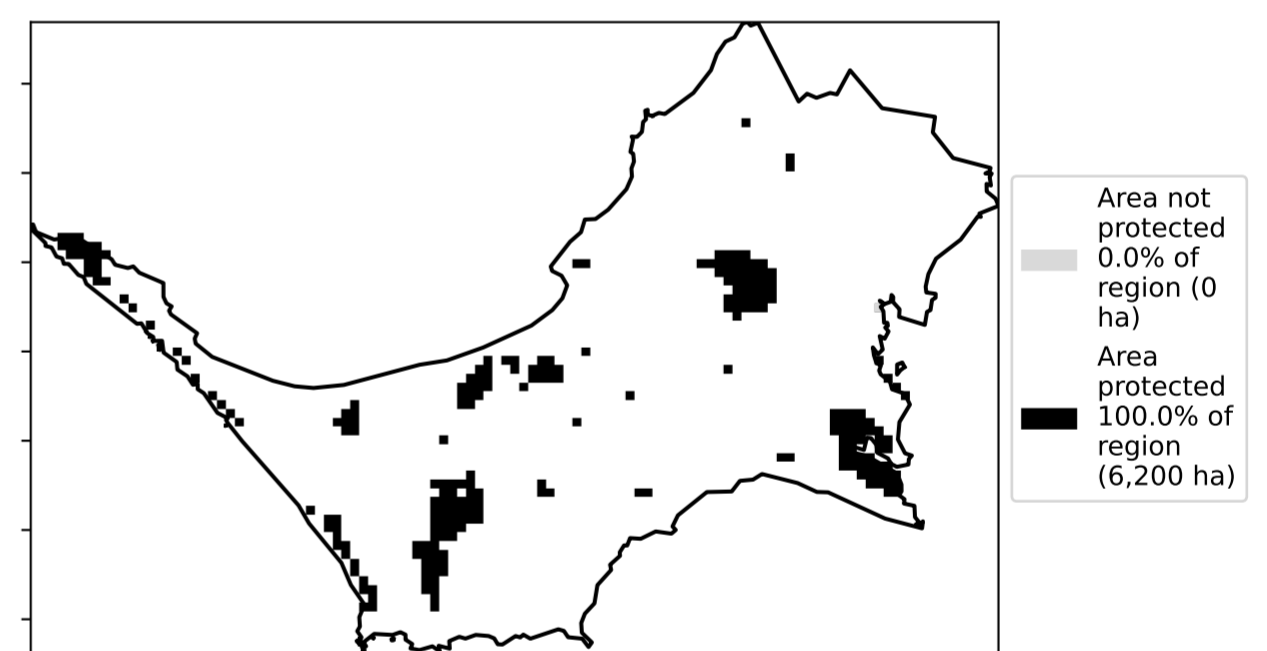 Area not
protected
0.0% of
region (0
ha)
Area
protected
100.0% of
region
(6,200 ha)